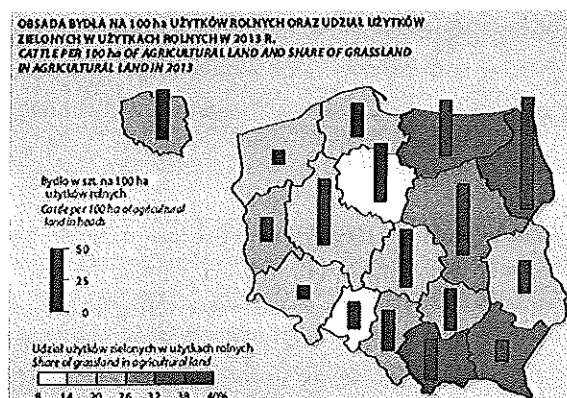 OBSADA BYDŁA NA 100 ha UŻYTKÓW ROLNYCH ORAZ UDZIAŁ UŻYTKÓW
ZIELONYCH W UŻYTKACH ROLNYCH W 2013 R.
CATTLE PER 100 ha OF AGRICULTURAL LAND AND SHARE OF GRASSLAND
IN AGRICULTURAL LAND IN 2013
Bydło w szt. na 100 ha
użytków rolnych
Cattle per 100 ha of agricultural
land in heads
50
25
0
Udział użytków zielonych w użytkach rolnych
Share of grassland in agricultural land
8 14 20 26 32 38 40%